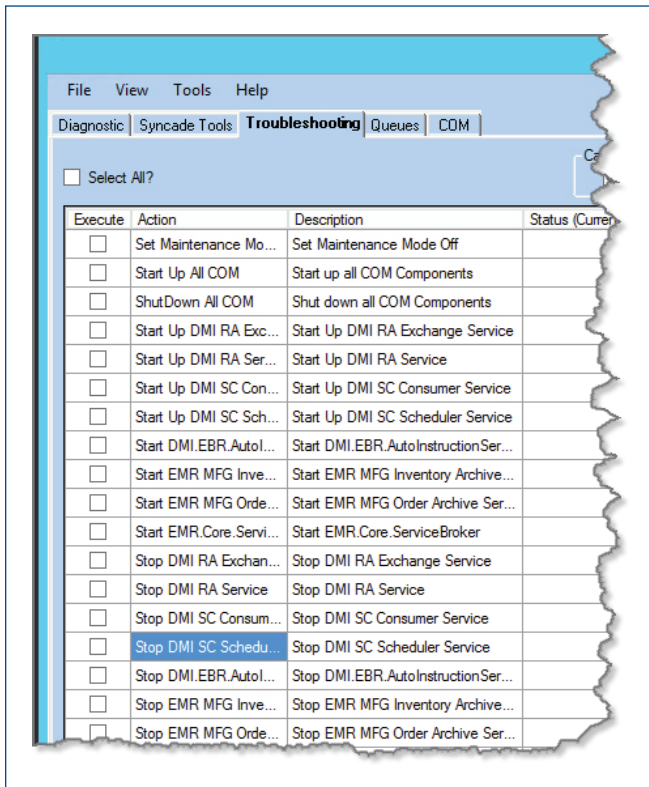 File View Tools Help
Diagnostic Syncade Tools Troubleshooting Queues COM
Select All?
Execute Action Description Status (Curren
Set Maintenance Mo... Set Maintenance Mode Off
Start Up All COM Start up all COM Components
ShutDown All COM Shut down all COM Components
Start Up DMI RA Exc... Start Up DMI RA Exchange Service
Start Up DMI RA Ser... Start Up DMI RA Service
Start Up DMI SC Con... Start Up DMI SC Consumer Service
Start Up DMI SC Sch... Start Up DMI SC Scheduler Service
Start DMI.EBR.AutoI... Start DMI.EBR.AutoInstructionSer...
Start EMR MFG Inve... Start EMR MFG Inventory Archive...
Start EMR MFG Orde... Start EMR MFG Order Archive Ser...
Start EMR.Core.Servi... Start EMR.Core.ServiceBroker
Stop DMI RA Exchan... Stop DMI RA Exchange Service
Stop DMI RA Service Stop DMI RA Service
Stop DMI SC Consum... Stop DMI SC Consumer Service
Stop DMI SC Schedu... Stop DMI SC Scheduler Service
Stop DMI.EBR.AutoI... Stop DMI.EBR.AutoInstructionSer...
Stop EMR MFG Inve... Stop EMR MFG Inventory Archive...
Stop EMR MFG Orde... Stop EMR MFG Order Archive Ser...